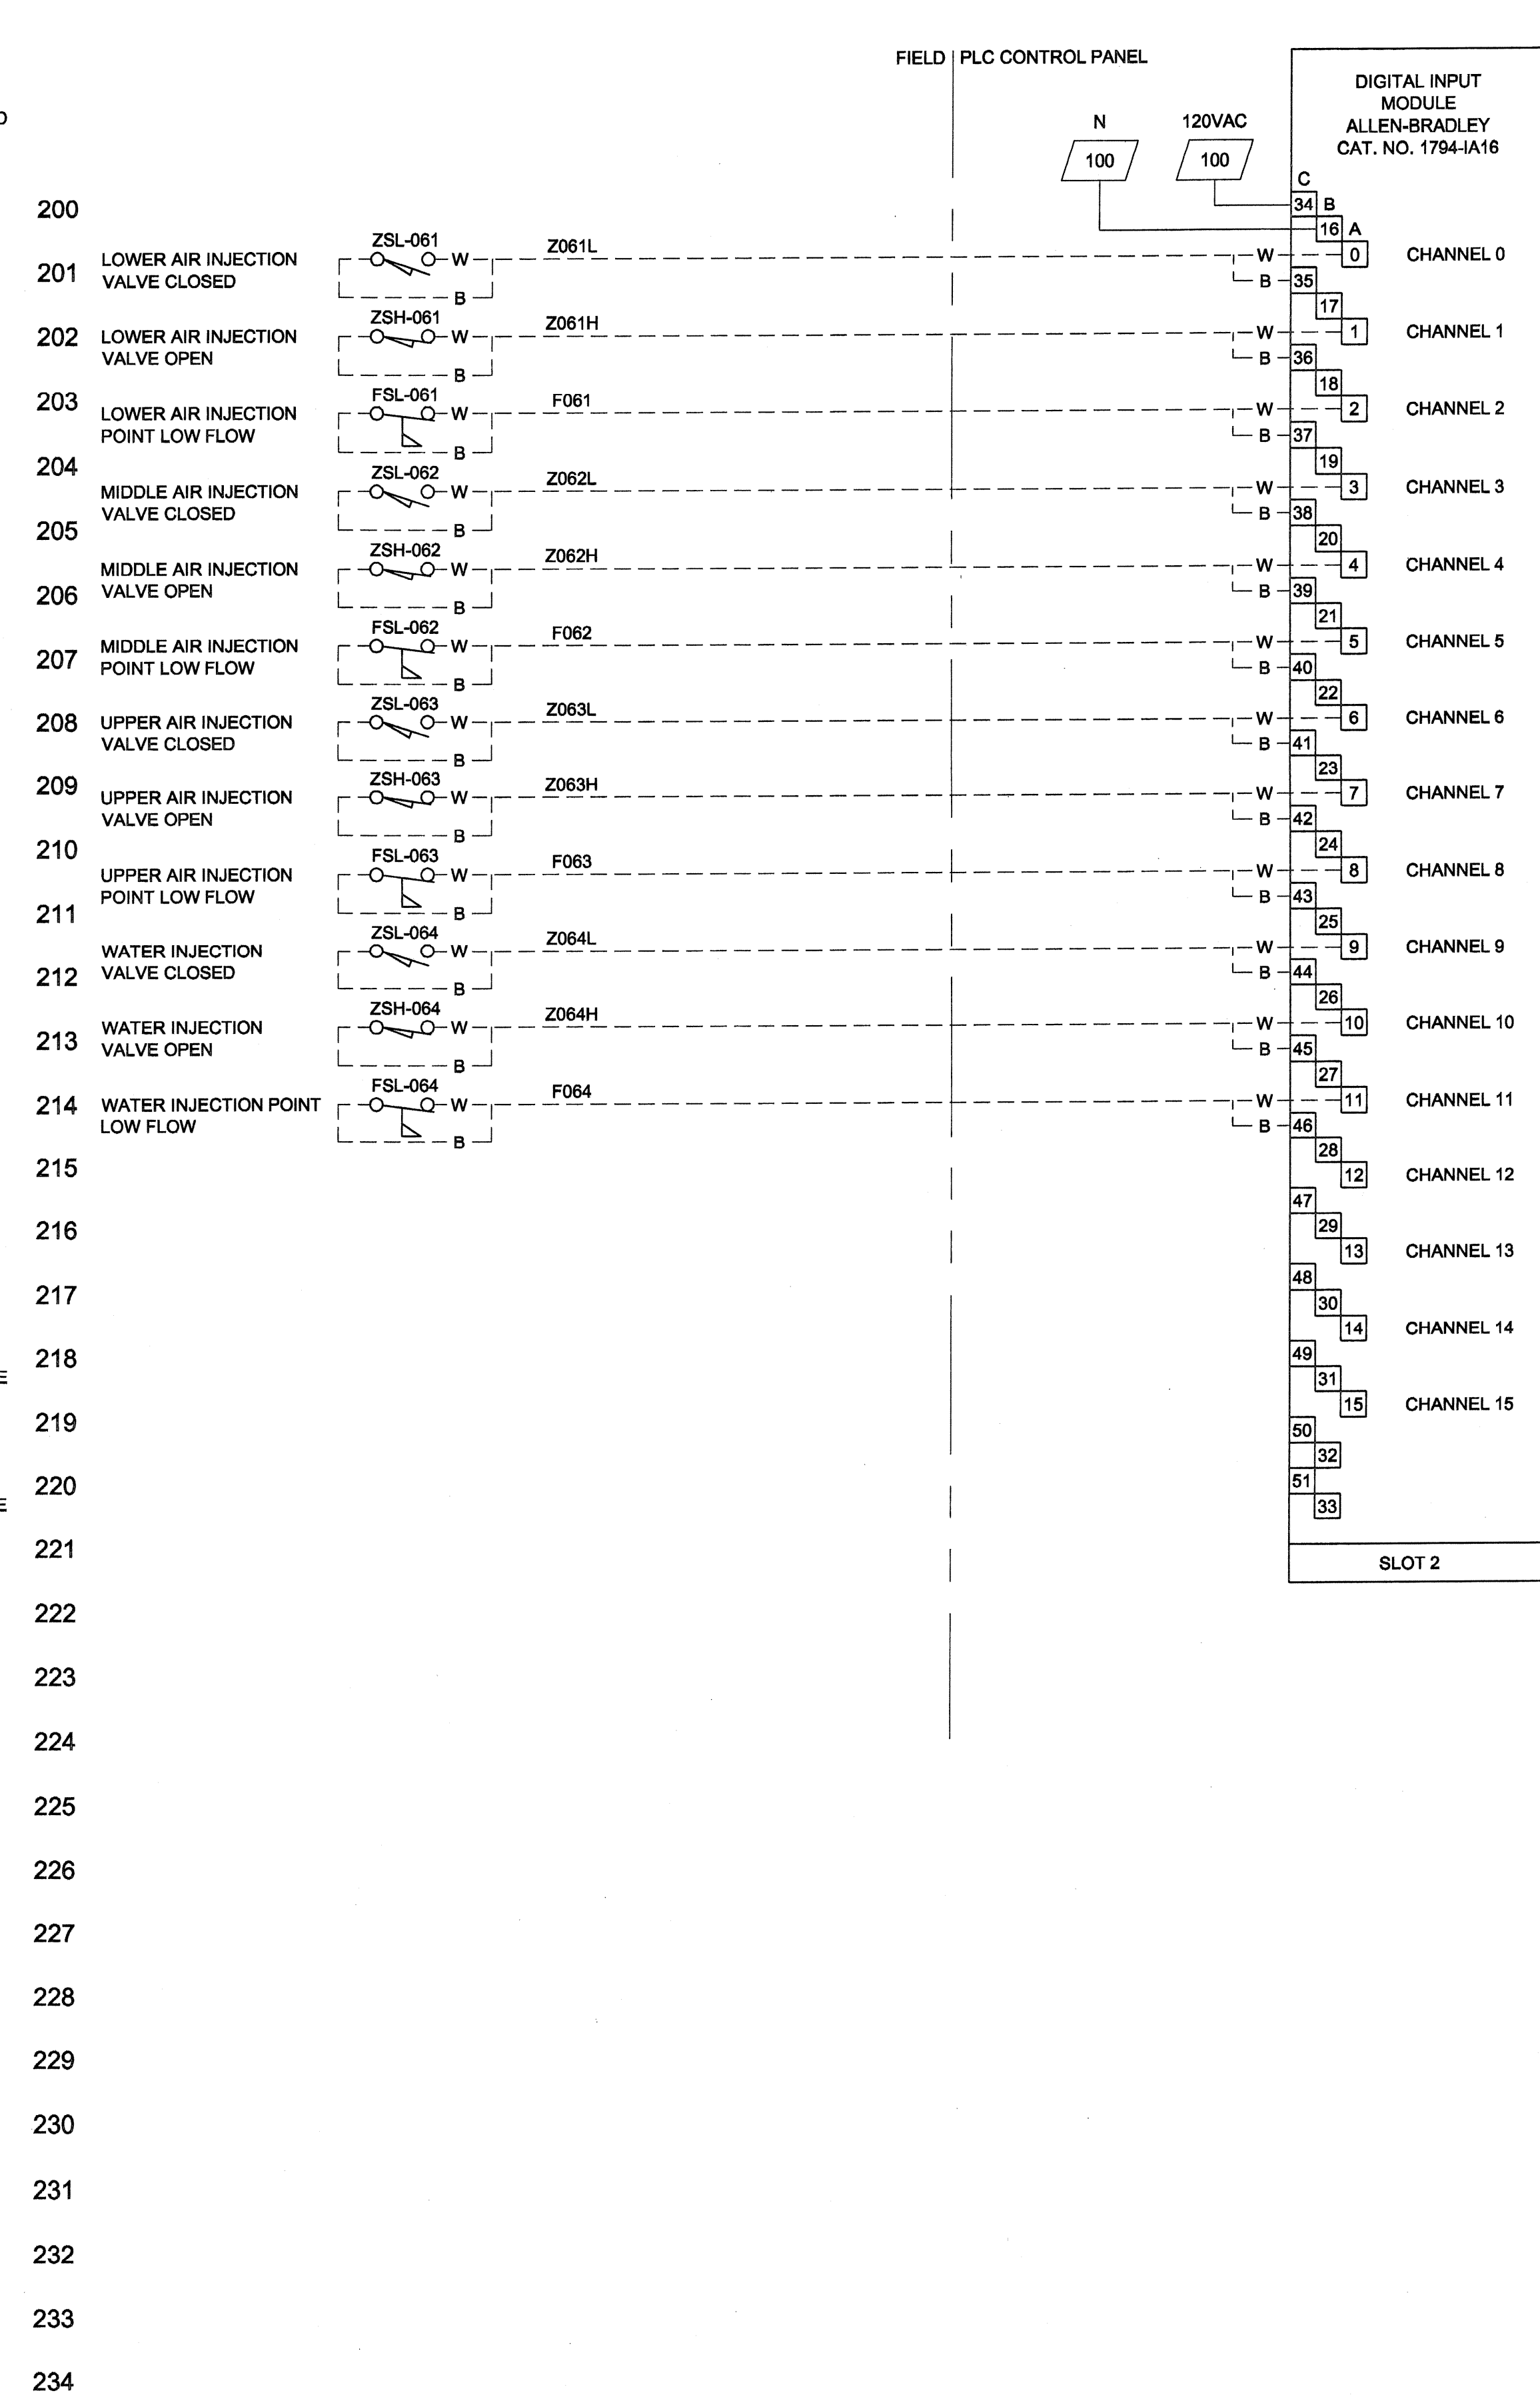 FIELD PLC CONTROL PANEL
DIGITAL INPUT
MODULE
ALLEN-BRADLEY
CAT. NO. 1794-IA16
N 120VAC
100 100
C
200 34 B
16 A
ZSL-061 Z061L
201 LOWER AIR INJECTION W W 0 CHANNEL 0
VALVE CLOSED B B 35
17
ZSH-061 Z061H
202 LOWER AIR INJECTION W W 1 CHANNEL 1
VALVE OPEN B B 36
18
FSL-061 F061
203 LOWER AIR INJECTION W W 2 CHANNEL 2
POINT LOW FLOW B B 37
19
204 ZSL-062 Z062L
MIDDLE AIR INJECTION W W 3 CHANNEL 3
VALVE CLOSED B B 38
205 20
ZSH-062 Z062H
MIDDLE AIR INJECTION W W 4 CHANNEL 4
206 VALVE OPEN B B 39
21
FSL-062 F062
MIDDLE AIR INJECTION W W 5 CHANNEL 5
207 POINT LOW FLOW B B 40
22
ZSL-063 Z063L
208 UPPER AIR INJECTION W W 6 CHANNEL 6
VALVE CLOSED B B 41
23
209 ZSH-063 Z063H
UPPER AIR INJECTION W W 7 CHANNEL 7
VALVE OPEN B B 42
210 24
FSL-063 F063
UPPER AIR INJECTION W W 8 CHANNEL 8
POINT LOW FLOW B B 43
211 25
ZSL-064 Z064L
WATER INJECTION W W 9 CHANNEL 9
212 VALVE CLOSED B B 44
26
ZSH-064 Z064H
WATER INJECTION W W 10 CHANNEL 10
213 VALVE OPEN B B 45
27
FSL-064 F064
214 WATER INJECTION POINT W W 11 CHANNEL 11
LOW FLOW B B 46
28
215 12 CHANNEL 12
47
216 29
13 CHANNEL 13
48
217 30
14 CHANNEL 14
218 49
31
15 CHANNEL 15
219 50
32
220 51
33
221
SLOT 2
222
223
224
225
226
227
228
229
230
231
232
233
234